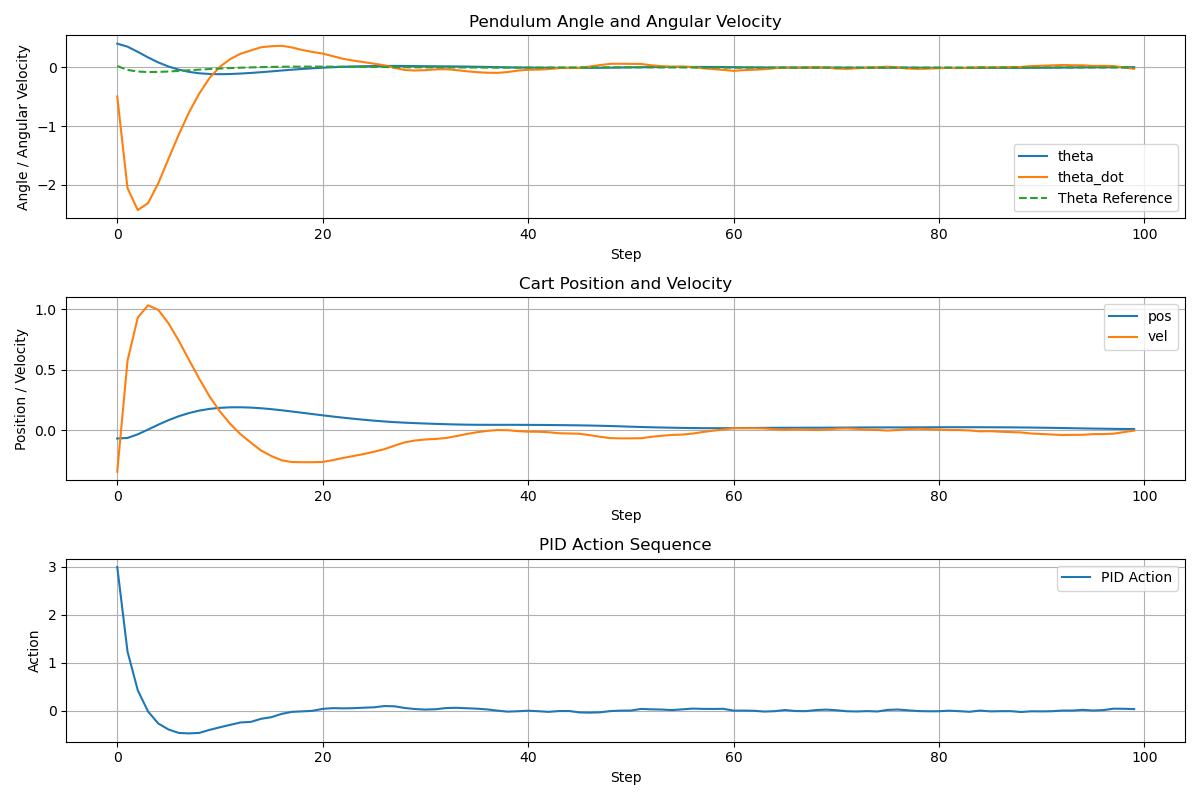 Pendulum Angle and Angular Velocity
Angle / Angular Velocity
0
−1
−2
theta
theta_dot
Theta Reference
0
20
40
60
80
100
Step
Cart Position and Velocity
Position / Velocity
1.0
0.5
0.0
pos
vel
0
20
40
60
80
100
Step
PID Action Sequence
Action
3
2
1
0
PID Action
0
20
40
60
80
100
Step